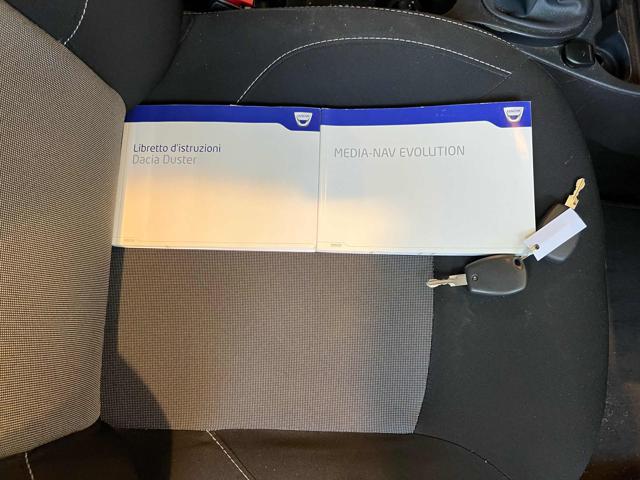 Libretto d'istruzioni
Dacia Duster
MEDIA-NAV EVOLUTION